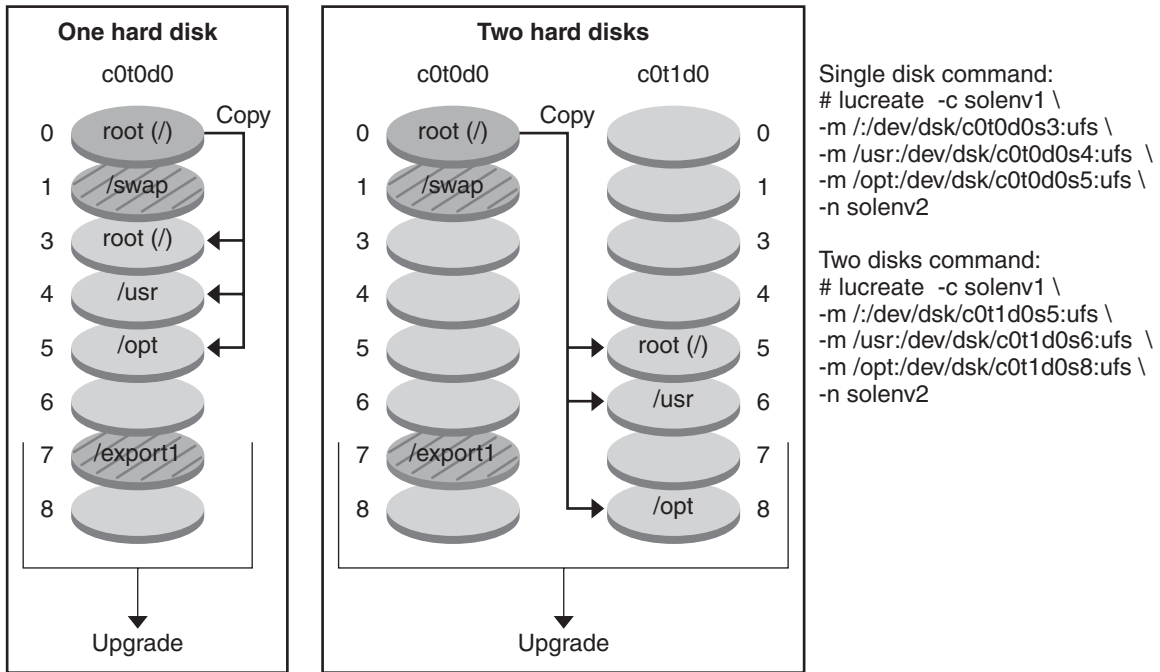 One hard disk
c0t0d0
Copy
0 root (/)
1 /swap
3 root (/)
4 /usr
5 /opt
6
7 /export1
8
Upgrade
Two hard disks
c0t0d0 c0t1d0
Copy
0 root (/) 0
1 /swap 1
3 3
4 4
5 root (/) 5
6 /usr 6
7 /export1 7
8 /opt 8
Upgrade
Single disk command:
# lucreate -c solenv1 \
-m /:/dev/dsk/c0t0d0s3:ufs \
-m /usr:/dev/dsk/c0t0d0s4:ufs \
-m /opt:/dev/dsk/c0t0d0s5:ufs \
-n solenv2
Two disks command:
# lucreate -c solenv1 \
-m /:/dev/dsk/c0t1d0s5:ufs \
-m /usr:/dev/dsk/c0t1d0s6:ufs \
-m /opt:/dev/dsk/c0t1d0s8:ufs \
-n solenv2